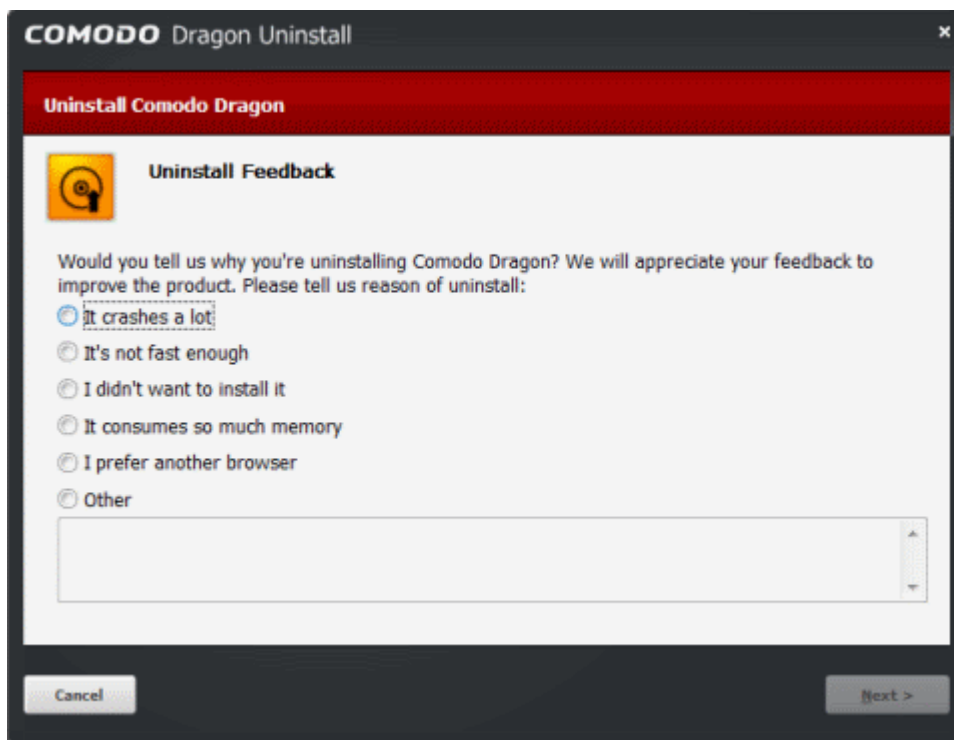 COMODO Dragon Uninstall
Uninstall Comodo Dragon
Uninstall Feedback
Would you tell us why you're uninstalling Comodo Dragon? We will appreciate your feedback to
improve the product. Please tell us reason of uninstall:
It crashes a lot
It's not fast enough
I didn't want to install it
It consumes so much memory
I prefer another browser
Other
Cancel
Next >